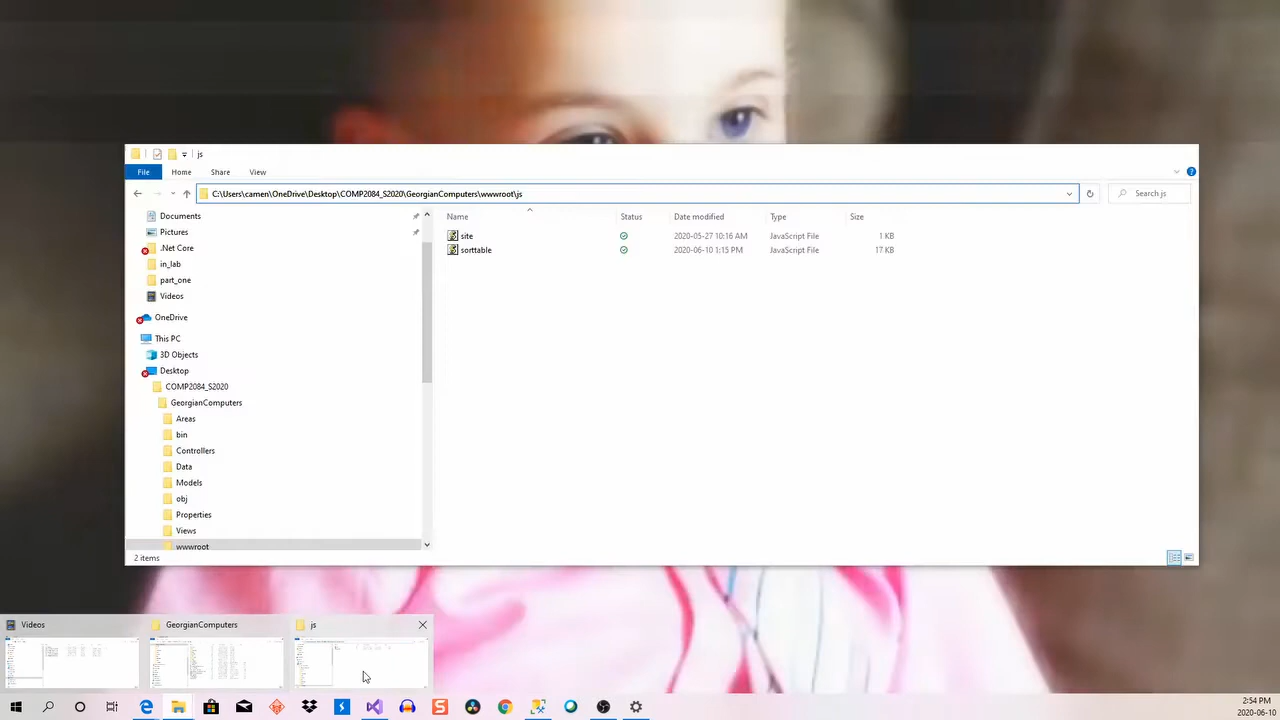 js
File Home Share View
C:\Users\camen\OneDrive\Desktop\COMP2084_S2020\GeorgianComputers\wwwroot\js
Search js
Name Status Date modified Type Size
site 2020-05-27 10:16 AM JavaScript File 1 KB
sorttable 2020-06-10 1:15 PM JavaScript File 17 KB
Documents
Pictures
.Net Core
in_lab
part_one
Videos
OneDrive
This PC
3D Objects
Desktop
COMP2084_S2020
GeorgianComputers
Areas
bin
Controllers
Data
Models
obj
Properties
Views
wwwroot
2 items
Videos GeorgianComputers js
2:54 PM
2020-06-10